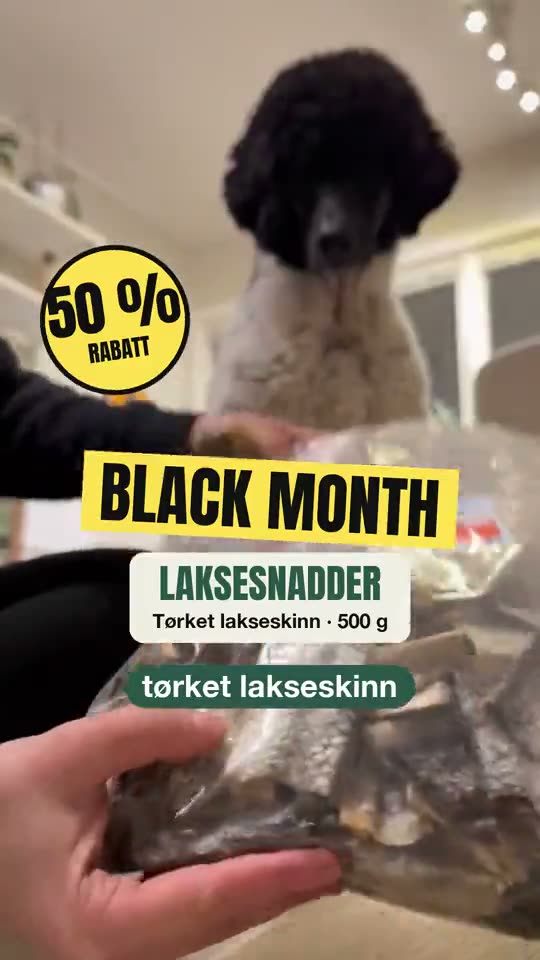 50 %
RABATT
BLACK MONTH
LAKSESNADDER
Tørket lakseskinn · 500 g
tørket lakseskinn